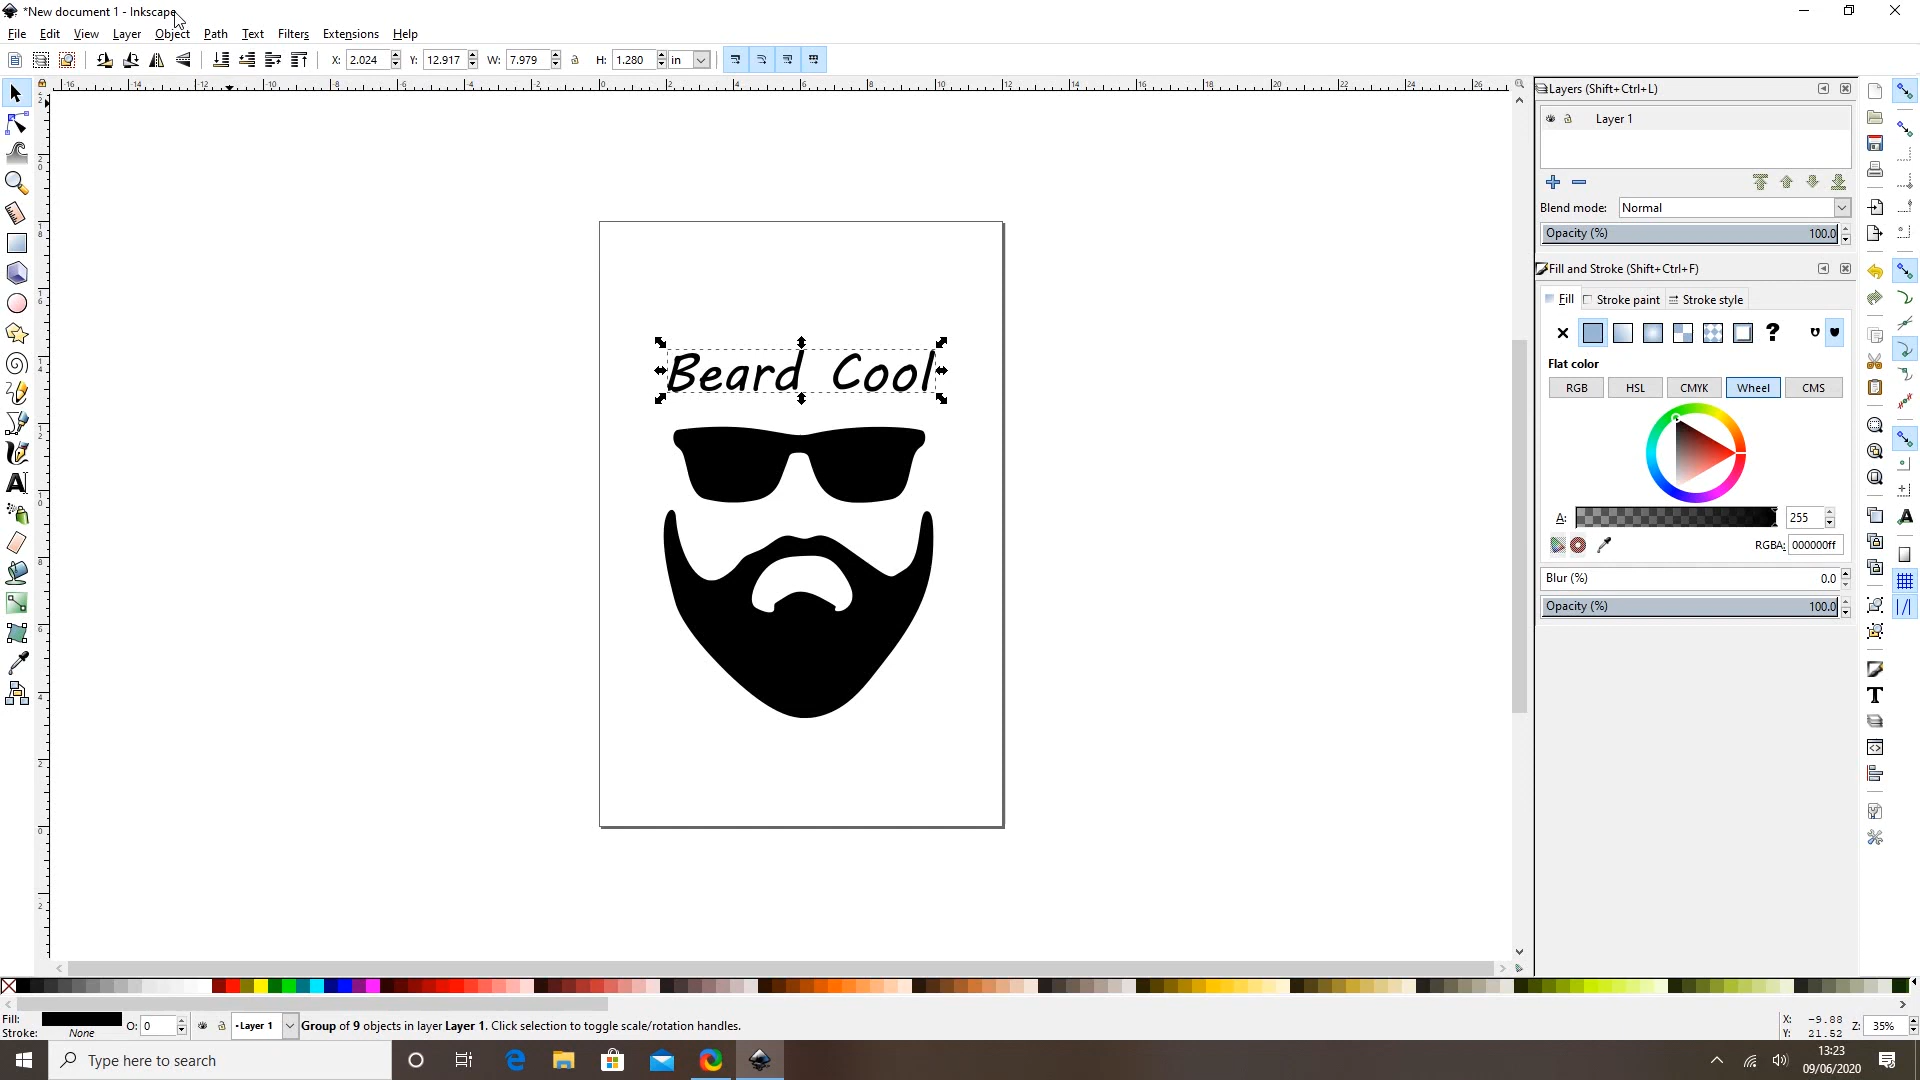 *New document 1 - Inkscape
File Edit View Layer Object Path Text Filters Extensions Help
X: 2.024 Y: 12.917 W: 7.979 H: 1.280 in
Layers (Shift+Ctrl+L)
Layer 1
Blend mode: Normal
Opacity (%) 100.0
Fill and Stroke (Shift+Ctrl+F)
Fill Stroke paint Stroke style
Flat color
RGB HSL CMYK Wheel CMS
A: 255
RGBA: 000000ff
Blur (%) 0.0
Opacity (%) 100.0
Beard Cool
Fill:
Stroke: None
O: 0
•Layer 1
Group of 9 objects in layer Layer 1. Click selection to toggle scale/rotation handles.
X: -9.88
Y: 21.52
Z: 35%
Type here to search
13:23
09/06/2020